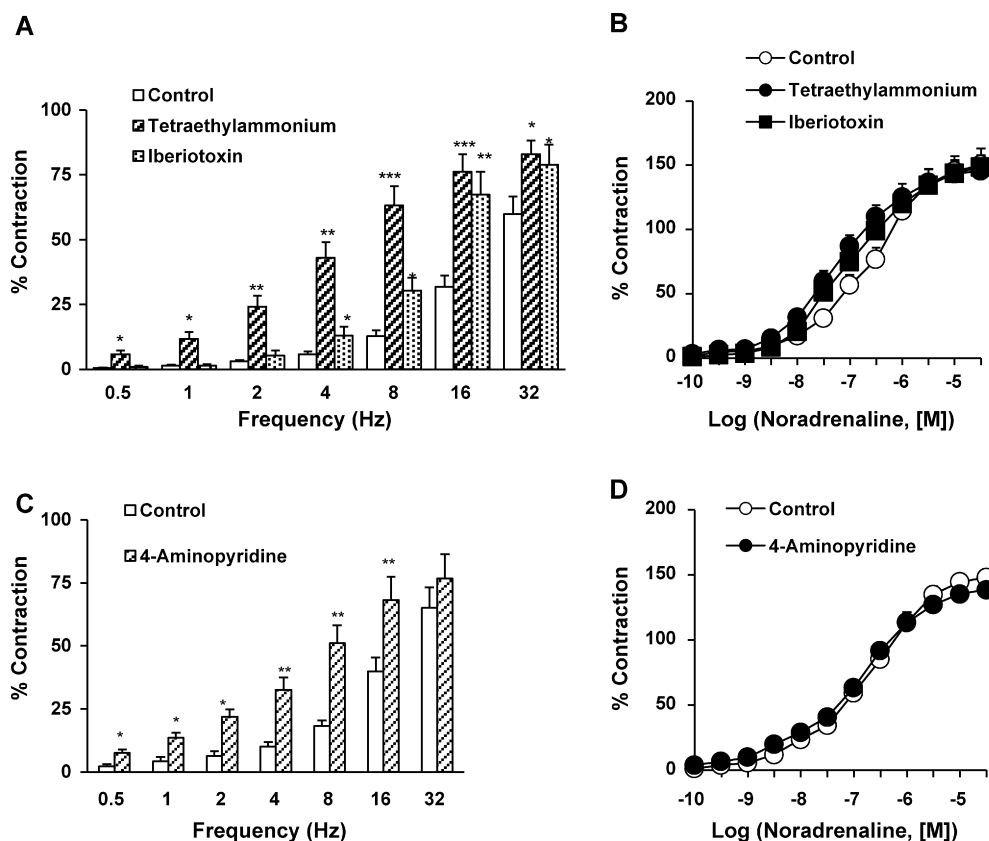 A
Control
Tetraethylammonium
Iberiotoxin
% Contraction
100
75
50
25
0
*
*
**
**
*
***
*
***
**
*
*
0.5 1 2 4 8 16 32
Frequency (Hz)
B
Control
Tetraethylammonium
Iberiotoxin
% Contraction
200
150
100
50
0
-10 -9 -8 -7 -6 -5
Log (Noradrenaline, [M])
C
Control
4-Aminopyridine
% Contraction
100
75
50
25
0
*
*
*
**
**
**
0.5 1 2 4 8 16 32
Frequency (Hz)
D
Control
4-Aminopyridine
% Contraction
200
150
100
50
0
-10 -9 -8 -7 -6 -5
Log (Noradrenaline, [M])